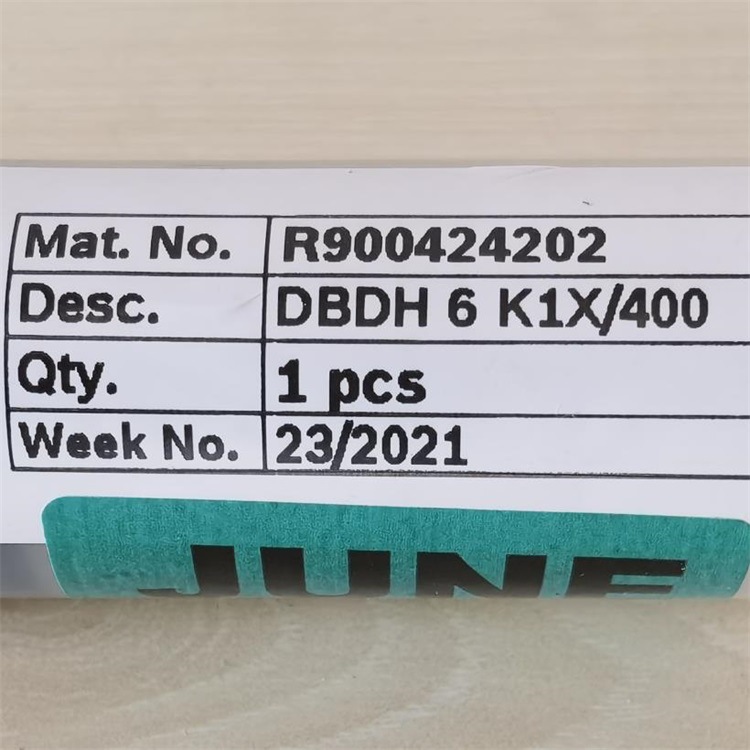 Mat. No. R900424202
Desc. DBDH 6 K1X/400
Qty. 1 pcs
Week No. 23/2021
JUNE